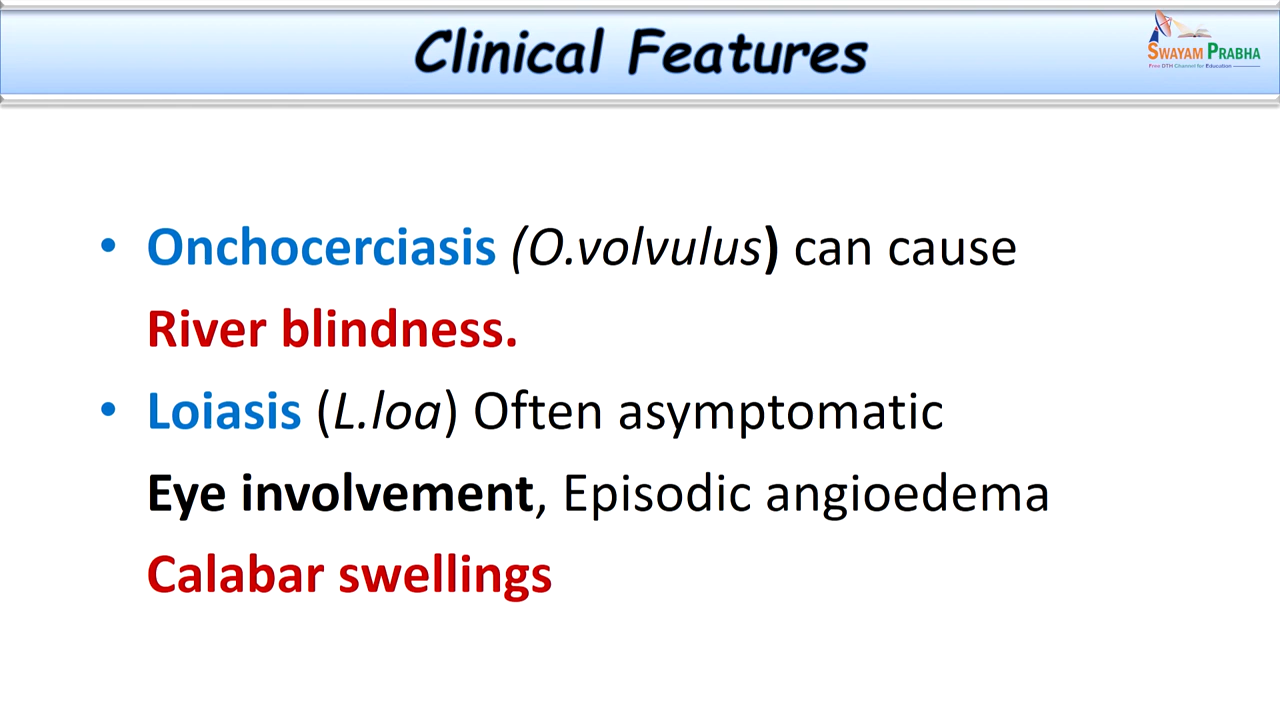 Clinical Features
SWAYAM PRABHA
Free DTH Channel for Education
• Onchocerciasis (O.volvulus) can cause
River blindness.
• Loiasis (L.loa) Often asymptomatic
Eye involvement, Episodic angioedema
Calabar swellings